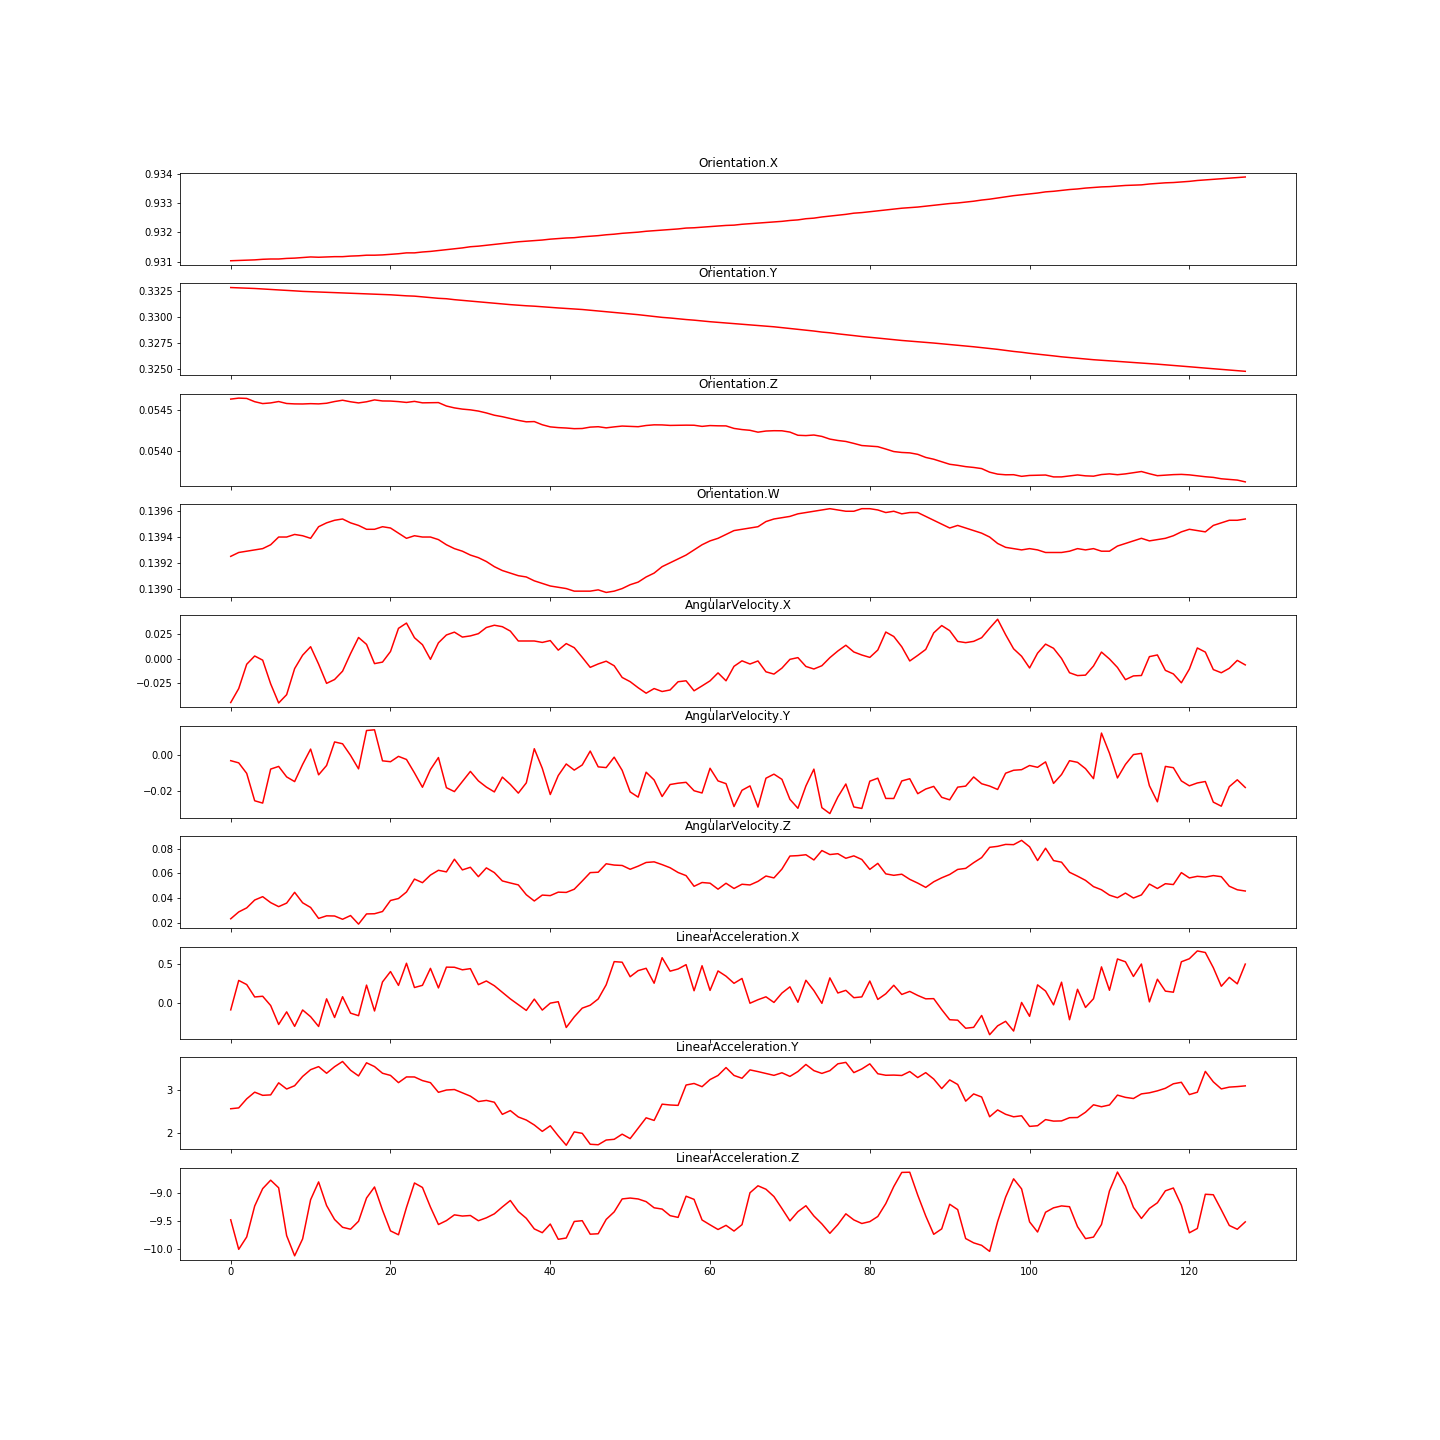 Orientation.X
0.934
0.933
0.932
0.931
Orientation.Y
0.3325
0.3300
0.3275
0.3250
Orientation.Z
0.0545
0.0540
Orientation.W
0.1396
0.1394
0.1392
0.1390
AngularVelocity.X
0.025
0.000
−0.025
AngularVelocity.Y
0.00
−0.02
AngularVelocity.Z
0.08
0.06
0.04
0.02
LinearAcceleration.X
0.5
0.0
LinearAcceleration.Y
3
2
LinearAcceleration.Z
−9.0
−9.5
−10.0
0 20 40 60 80 100 120